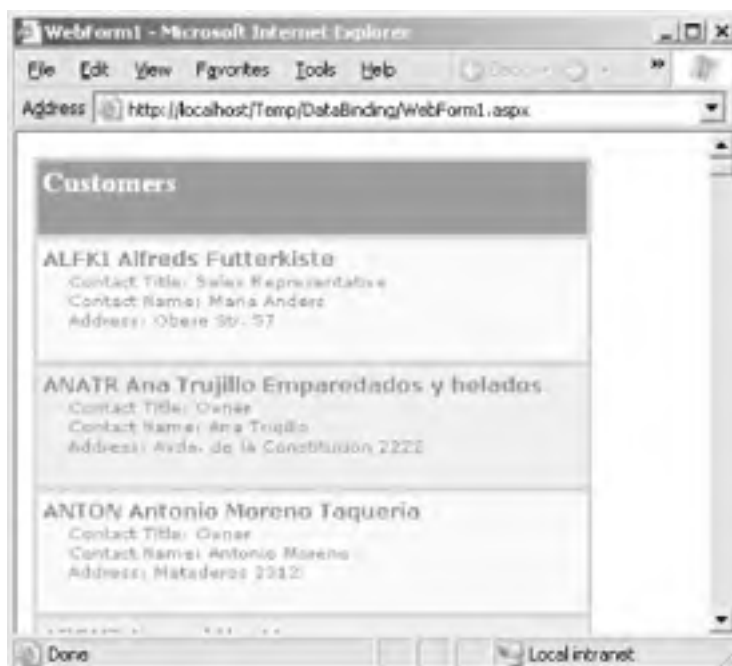 WebForm1 - Microsoft Internet Explorer
File Edit View Favorites Tools Help
Address http://localhost/Temp/DataBinding/WebForm1.aspx
Customers
ALFKI Alfreds Futterkiste
Contact Title: Sales Representative
Contact Name: Maria Anders
Address: Obere Str. 57
ANATR Ana Trujillo Emparedados y helados
Contact Title: Owner
Contact Name: Ana Trujillo
Address: Avda. de la Constitución 2222
ANTON Antonio Moreno Taquería
Contact Title: Owner
Contact Name: Antonio Moreno
Address: Mataderos 2312
Done Local intranet